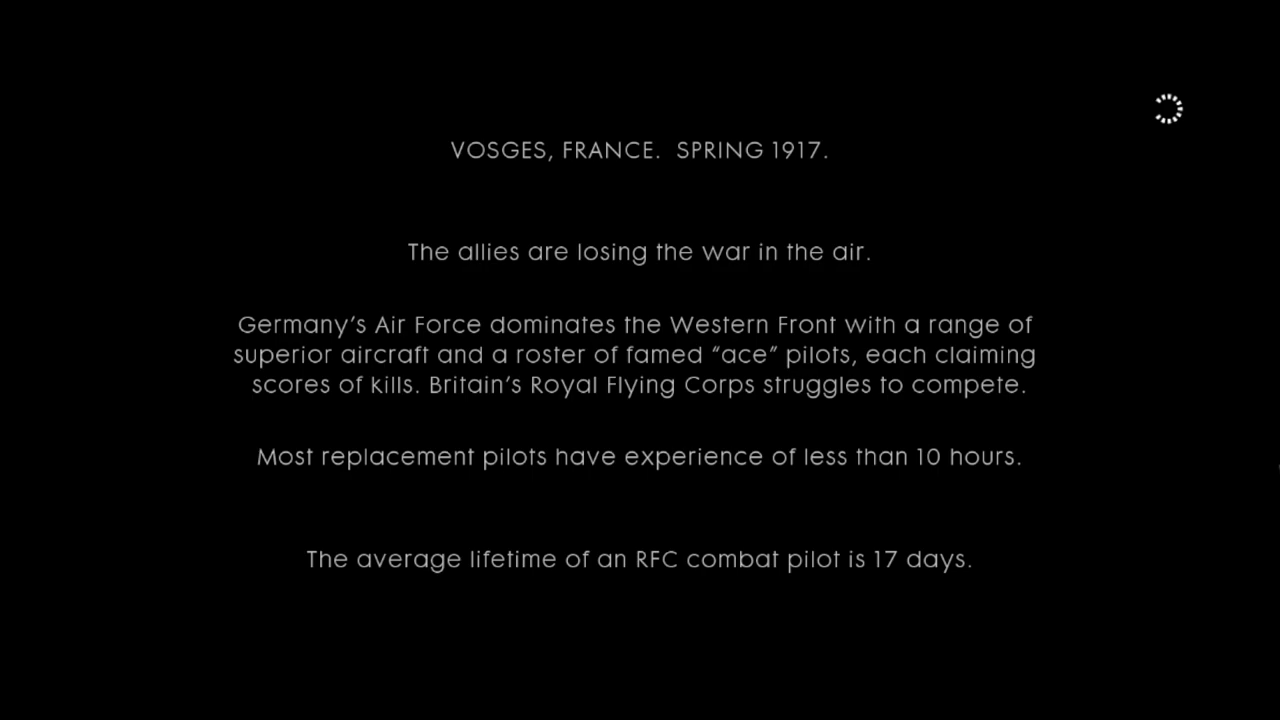 VOSGES, FRANCE. SPRING 1917.
The allies are losing the war in the air.
Germany’s Air Force dominates the Western Front with a range of
superior aircraft and a roster of famed “ace” pilots, each claiming
scores of kills. Britain’s Royal Flying Corps struggles to compete.
Most replacement pilots have experience of less than 10 hours.
The average lifetime of an RFC combat pilot is 17 days.